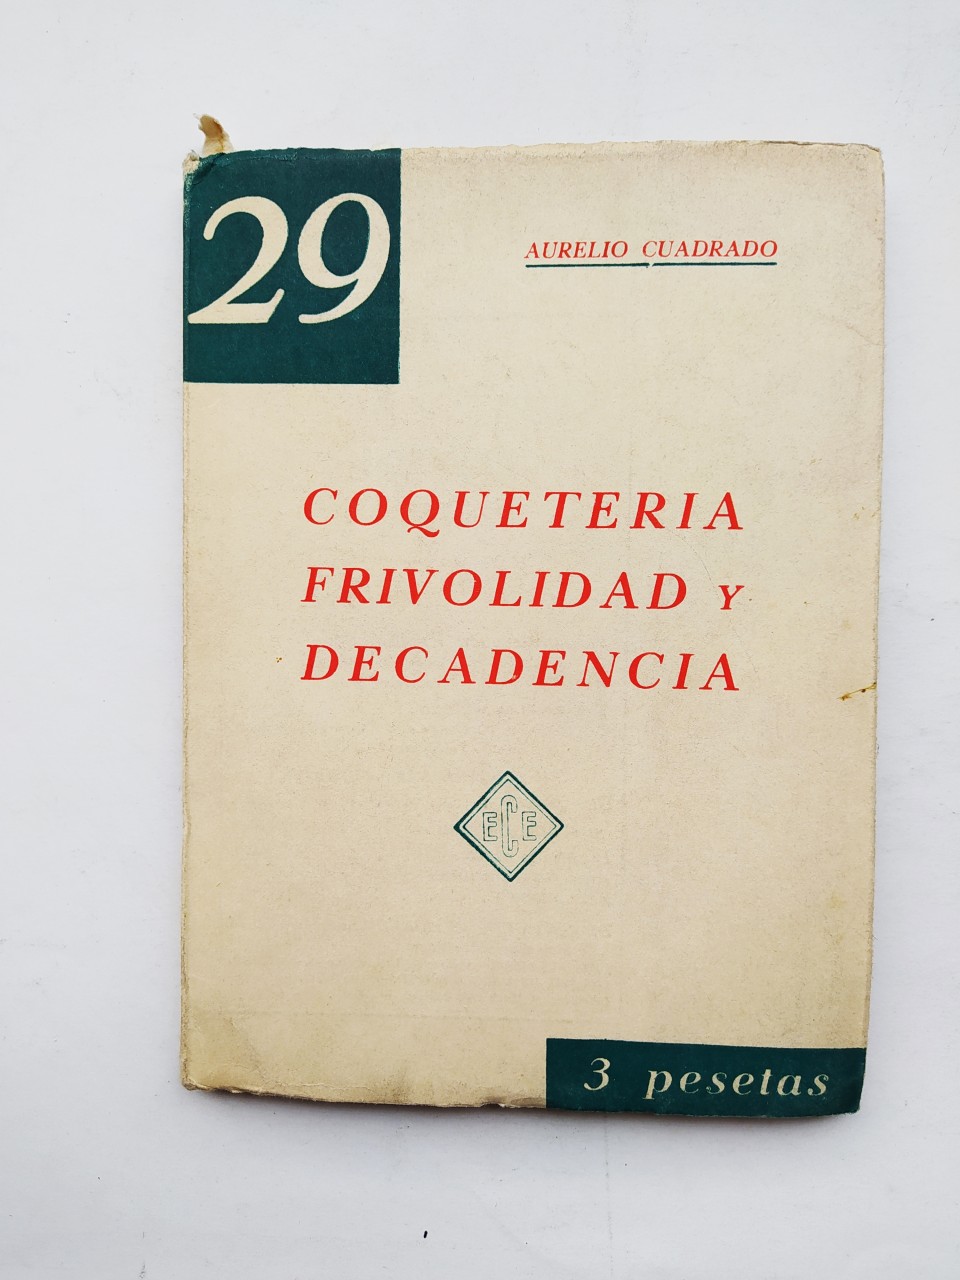 29
AURELIO CUADRADO
COQUETERIA
FRIVOLIDAD Y
DECADENCIA
ECE
3 pesetas